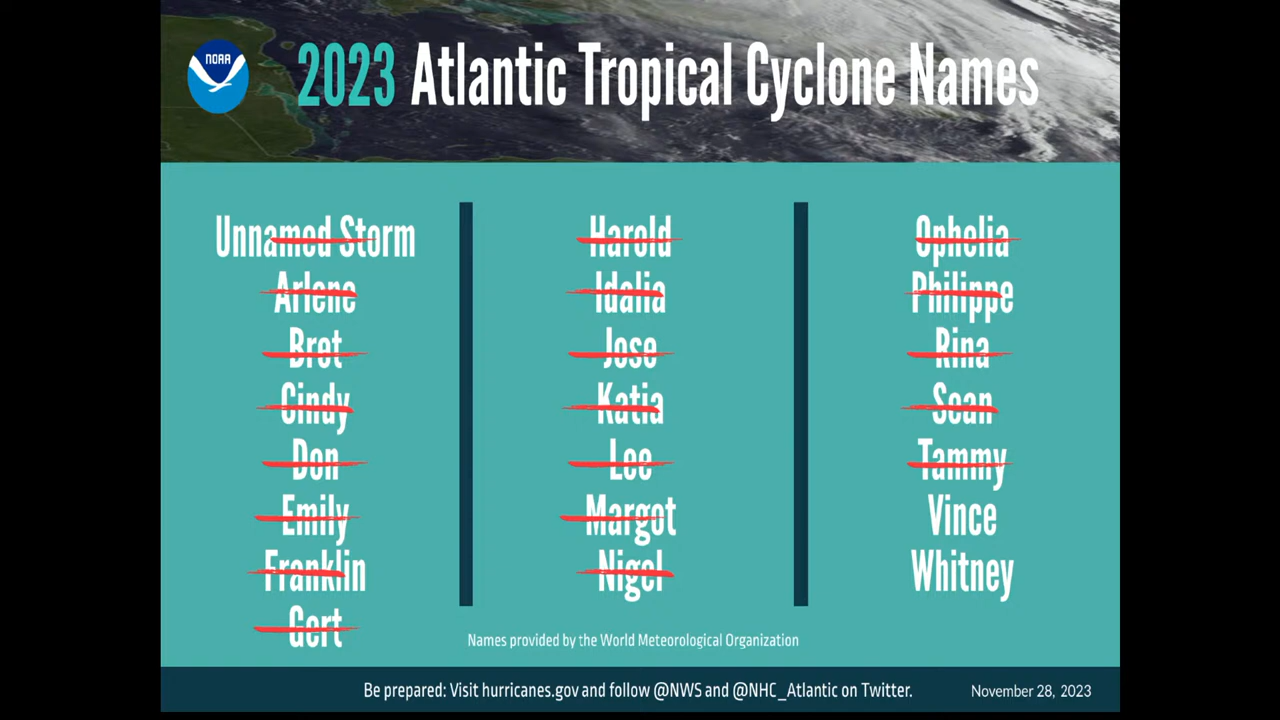 NOAA
2023 Atlantic Tropical Cyclone Names
Unnamed Storm
Arlene
Bret
Cindy
Don
Emily
Franklin
Gert
Harold
Idalia
Jose
Katia
Lee
Margot
Nigel
Ophelia
Philippe
Rina
Sean
Tammy
Vince
Whitney
Names provided by the World Meteorological Organization
Be prepared: Visit hurricanes.gov and follow @NWS and @NHC_Atlantic on Twitter.
November 28, 2023